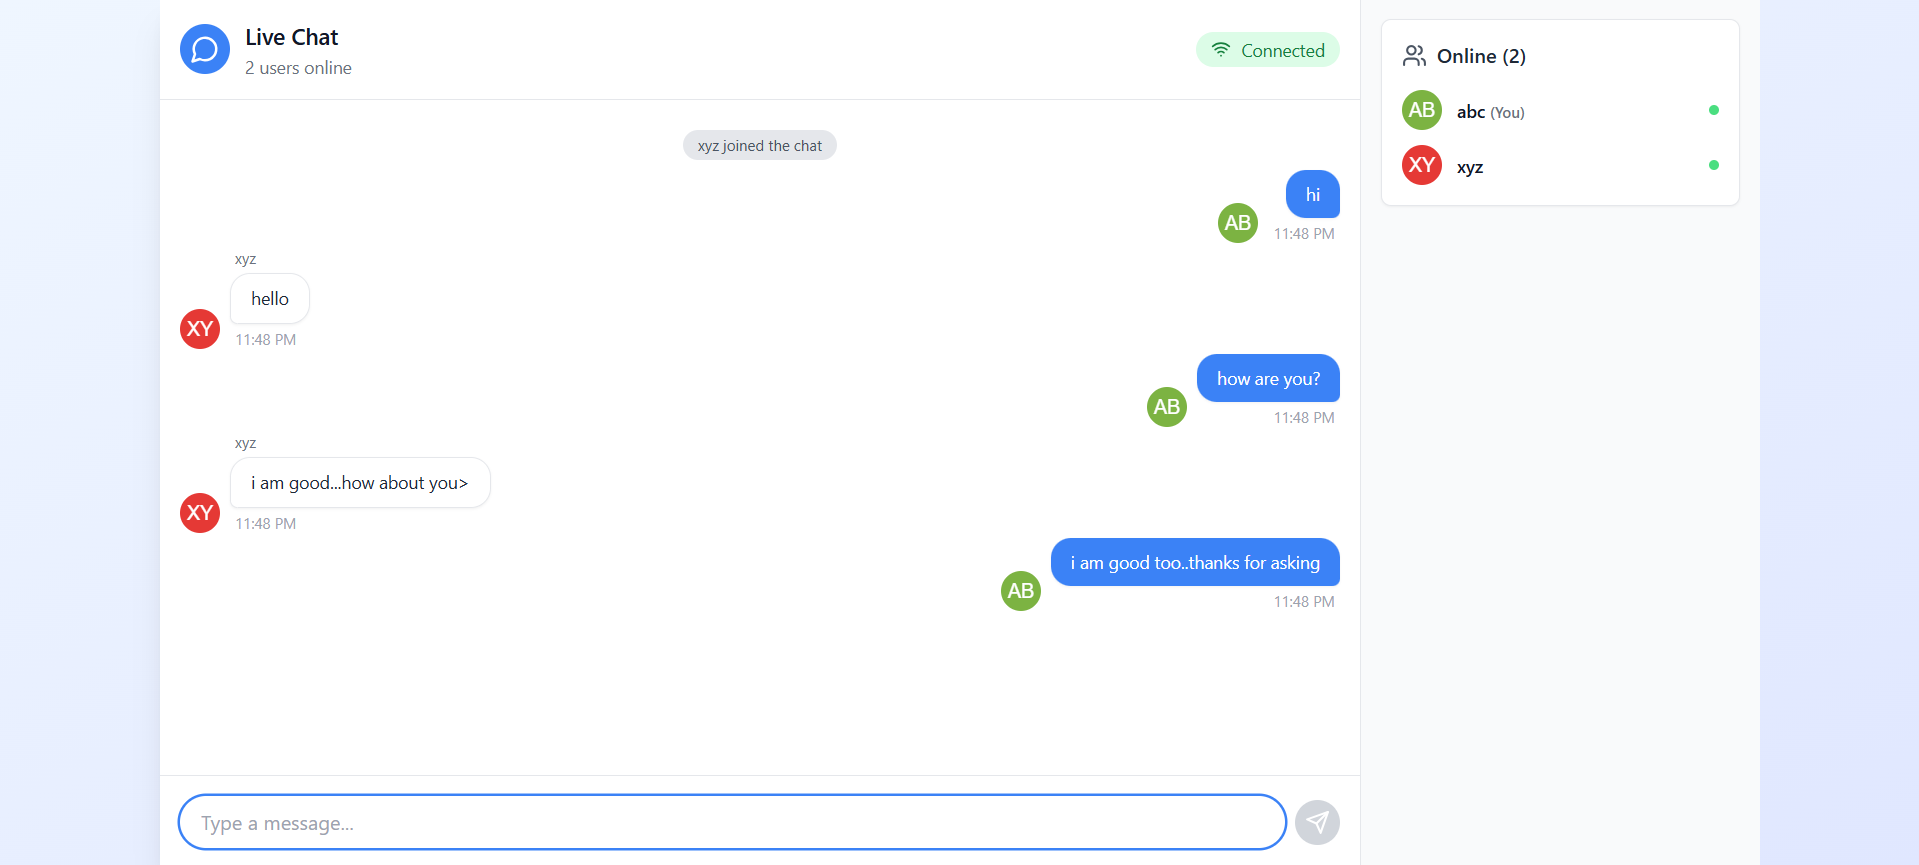 Live Chat
2 users online
Connected
xyz joined the chat
hi
AB
11:48 PM
xyz
hello
XY
11:48 PM
how are you?
AB
11:48 PM
xyz
i am good...how about you>
XY
11:48 PM
i am good too..thanks for asking
AB
11:48 PM
Type a message...
Online (2)
AB abc (You)
XY xyz